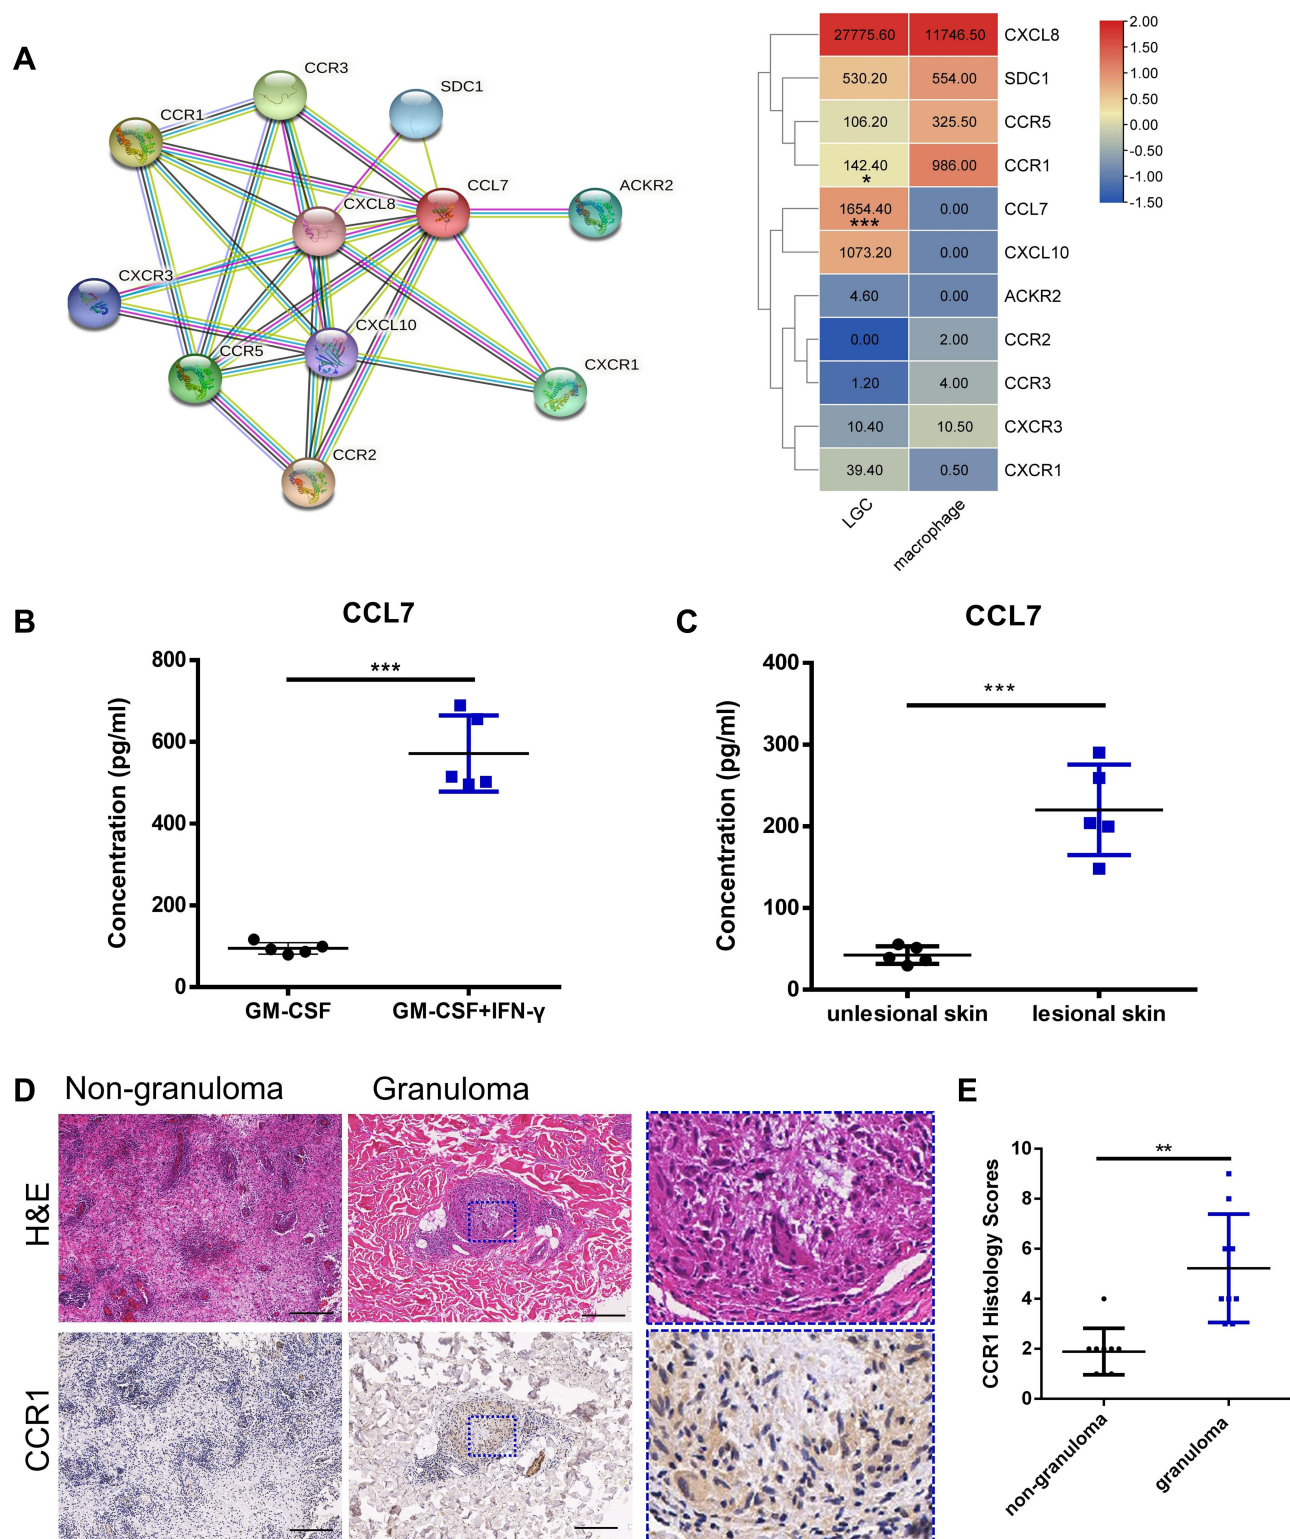 A
CCR3
SDC1
CCR1
CCL7
ACKR2
CXCL8
CXCR3
CXCL10
CCR5
CXCR1
CCR2
27775.60 11746.50 CXCL8
530.20 554.00 SDC1
106.20 325.50 CCR5
142.40 986.00 CCR1
*
1654.40 0.00 CCL7
***
1073.20 0.00 CXCL10
4.60 0.00 ACKR2
0.00 2.00 CCR2
1.20 4.00 CCR3
10.40 10.50 CXCR3
39.40 0.50 CXCR1
LGC
macrophage
2.00
1.50
1.00
0.50
0.00
-0.50
-1.00
-1.50
B
CCL7
***
Concentration (pg/ml)
800
600
400
200
0
GM-CSF GM-CSF+IFN-γ
C
CCL7
***
Concentration (pg/ml)
400
300
200
100
0
unlesional skin lesional skin
D
Non-granuloma Granuloma
H&E
CCR1
E
**
CCR1 Histology Scores
10
8
6
4
2
0
non-granuloma
granuloma